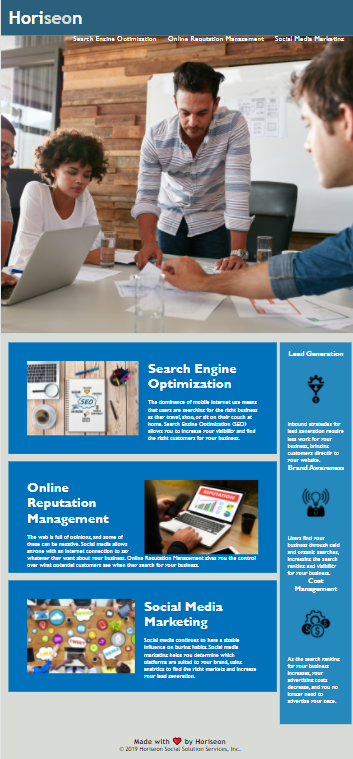 Horiseon
Search Engine Optimization Online Reputation Management Social Media Marketing
Search Engine
Optimization
The dominance of mobile internet use means
that users are searching for the right business
as they travel, shop, or sit on their couch at
home. Search Engine Optimization (SEO)
allows you to increase your visibility and find
the right customers for your business.
SEO
Online
Reputation
Management
The web is full of opinions, and some of
these can be negative. Social media allows
anyone with an internet connection to say
whatever they want about your business. Online Reputation Management gives you the control
over what potential customers see when they search for your business.
REPUTATION
Social Media
Marketing
Social media continues to have a sizable
influence on buying habits. Social media
marketing helps you determine which
platforms are suited to your brand, using
analytics to find the right markets and increase
your lead generation.
Lead Generation
Inbound strategies for
lead generation require
less work for your
business, bringing
customers directly to
your website.
Brand Awareness
Users find your
business through paid
and organic searches,
increasing the search
ranking and visibility
for your business.
Cost
Management
As the search ranking
for your business
increases, your
advertising costs
decrease, and you no
longer need to
advertise your page.
Made with ❤️ by Horiseon
© 2019 Horiseon Social Solution Services, Inc.